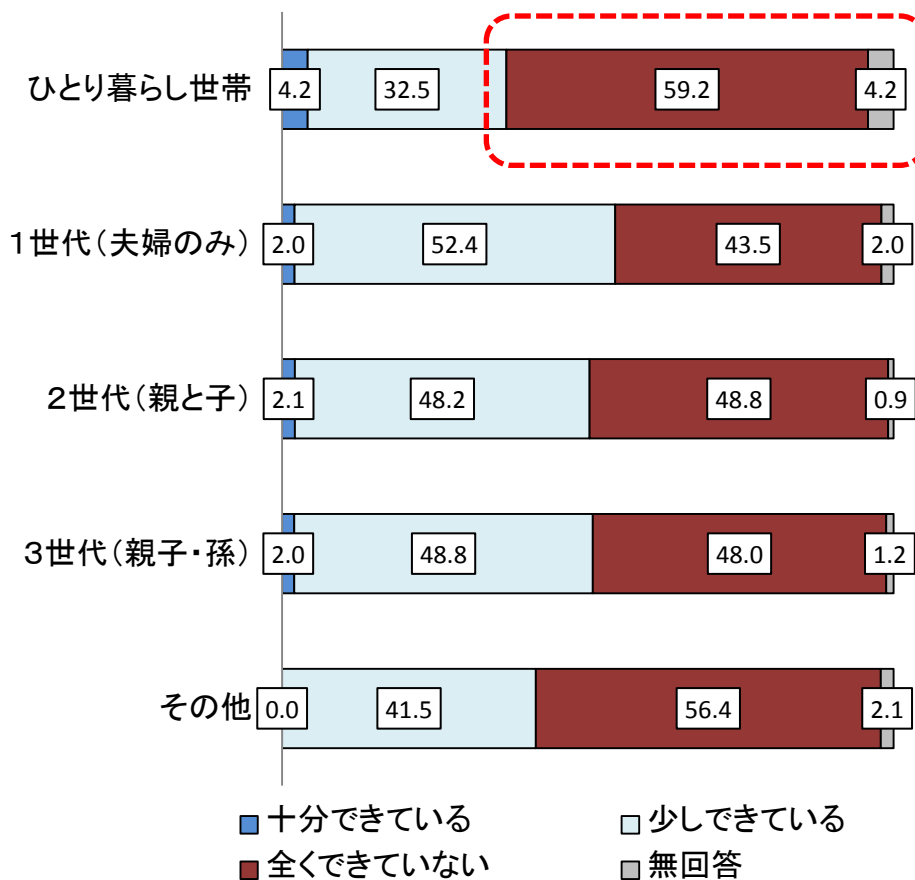 ひとり暮らし世帯 4.2 32.5 59.2 4.2
1世代(夫婦のみ) 2.0 52.4 43.5 2.0
2世代(親と子) 2.1 48.2 48.8 0.9
3世代(親子・孫) 2.0 48.8 48.0 1.2
その他 0.0 41.5 56.4 2.1
十分できている 少しできている
全くできていない 無回答